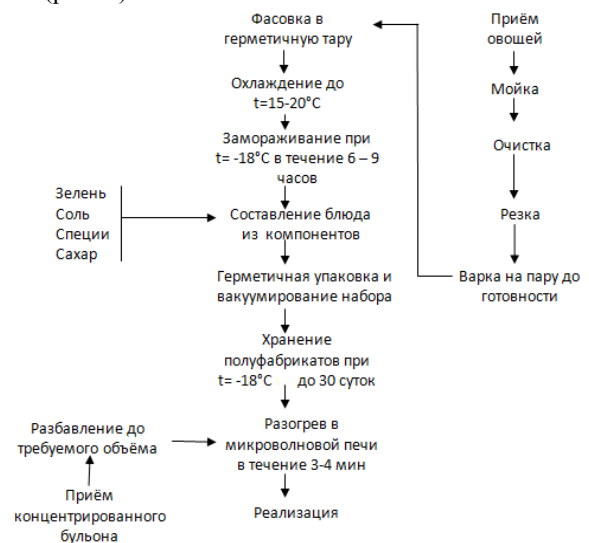 Фасовка в
герметичную тару
Приём
овощей
Охлаждение до
t=15-20°С
Мойка
Замораживание при
t= -18°С в течение 6 – 9
часов
Очистка
Зелень
Соль
Специи
Сахар
Составление блюда
из компонентов
Резка
Герметичная упаковка и
вакуумирование набора
Варка на пару до
готовности
Хранение
полуфабрикатов при
t= -18°С до 30 суток
Разбавление до
требуемого объёма
Разогрев в
микроволновой печи
в течение 3-4 мин
Приём
концентрированного
бульона
Реализация